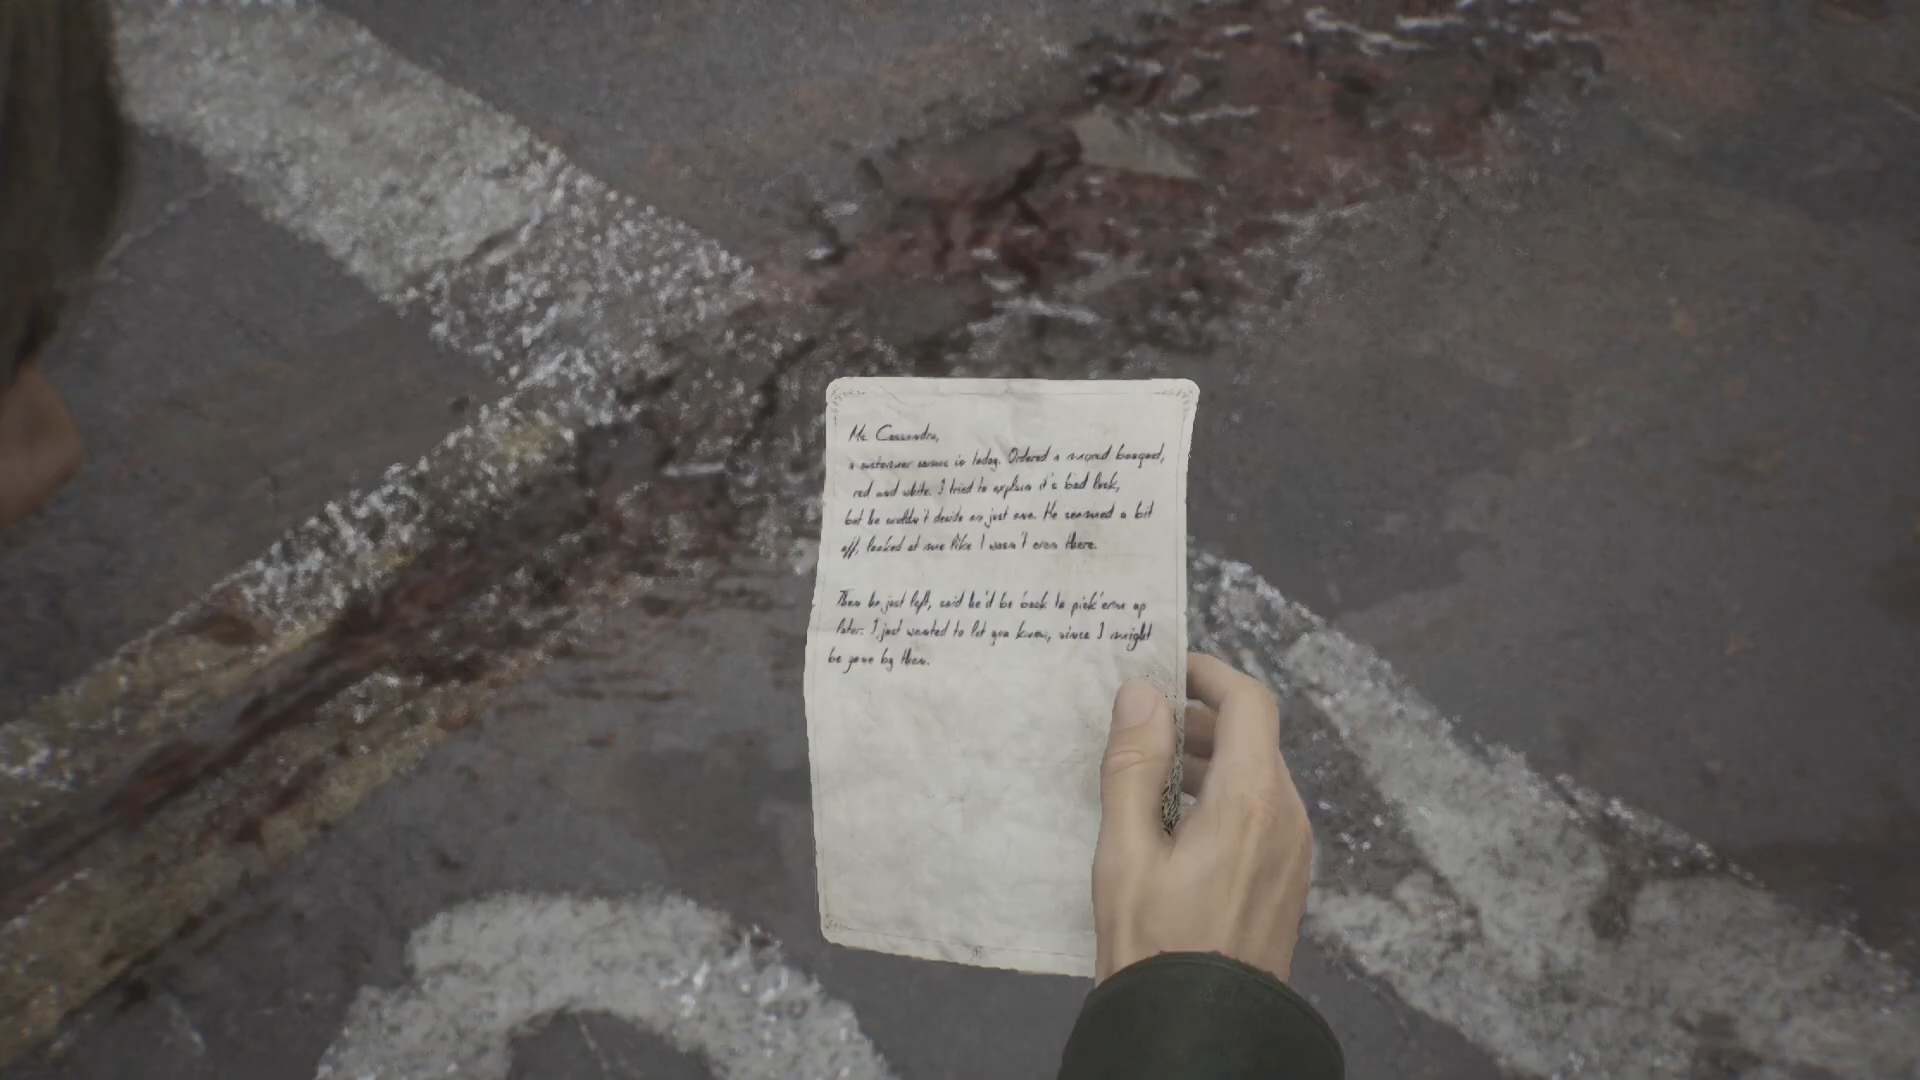 Ms. Cassandra,
a customer came in today. Ordered a mixed bouquet,
red and white. I tried to explain it's bad luck,
but he couldn't decide on just one. He seemed a bit
off, looked at me like I wasn't even there.
Then he just left, said he'd be back to pick'em up
later. I just wanted to let you know, since I might
be gone by then.